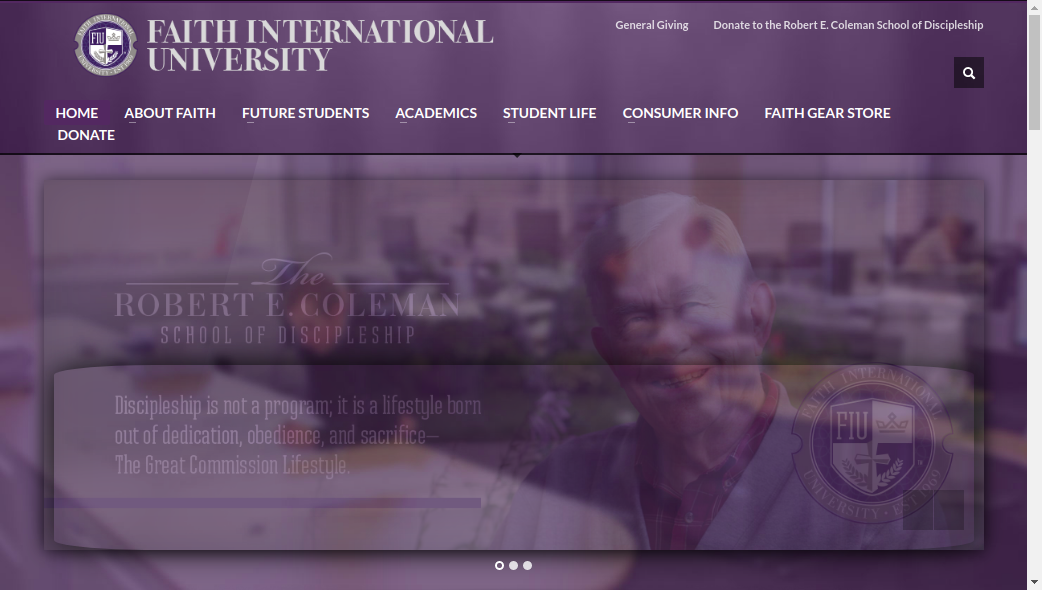 FAITH INTERNATIONAL
UNIVERSITY
FAITH INTERNATIONAL
FIU
UNIVERSITY • EST. 1969
General Giving
Donate to the Robert E. Coleman School of Discipleship
HOME
ABOUT FAITH
FUTURE STUDENTS
ACADEMICS
STUDENT LIFE
CONSUMER INFO
FAITH GEAR STORE
DONATE
The
ROBERT E. COLEMAN
SCHOOL OF DISCIPLESHIP
Discipleship is not a program; it is a lifestyle born
out of dedication, obedience, and sacrifice—
The Great Commission Lifestyle.
FAITH INTERNATIONAL
FIU
UNIVERSITY • EST. 1969